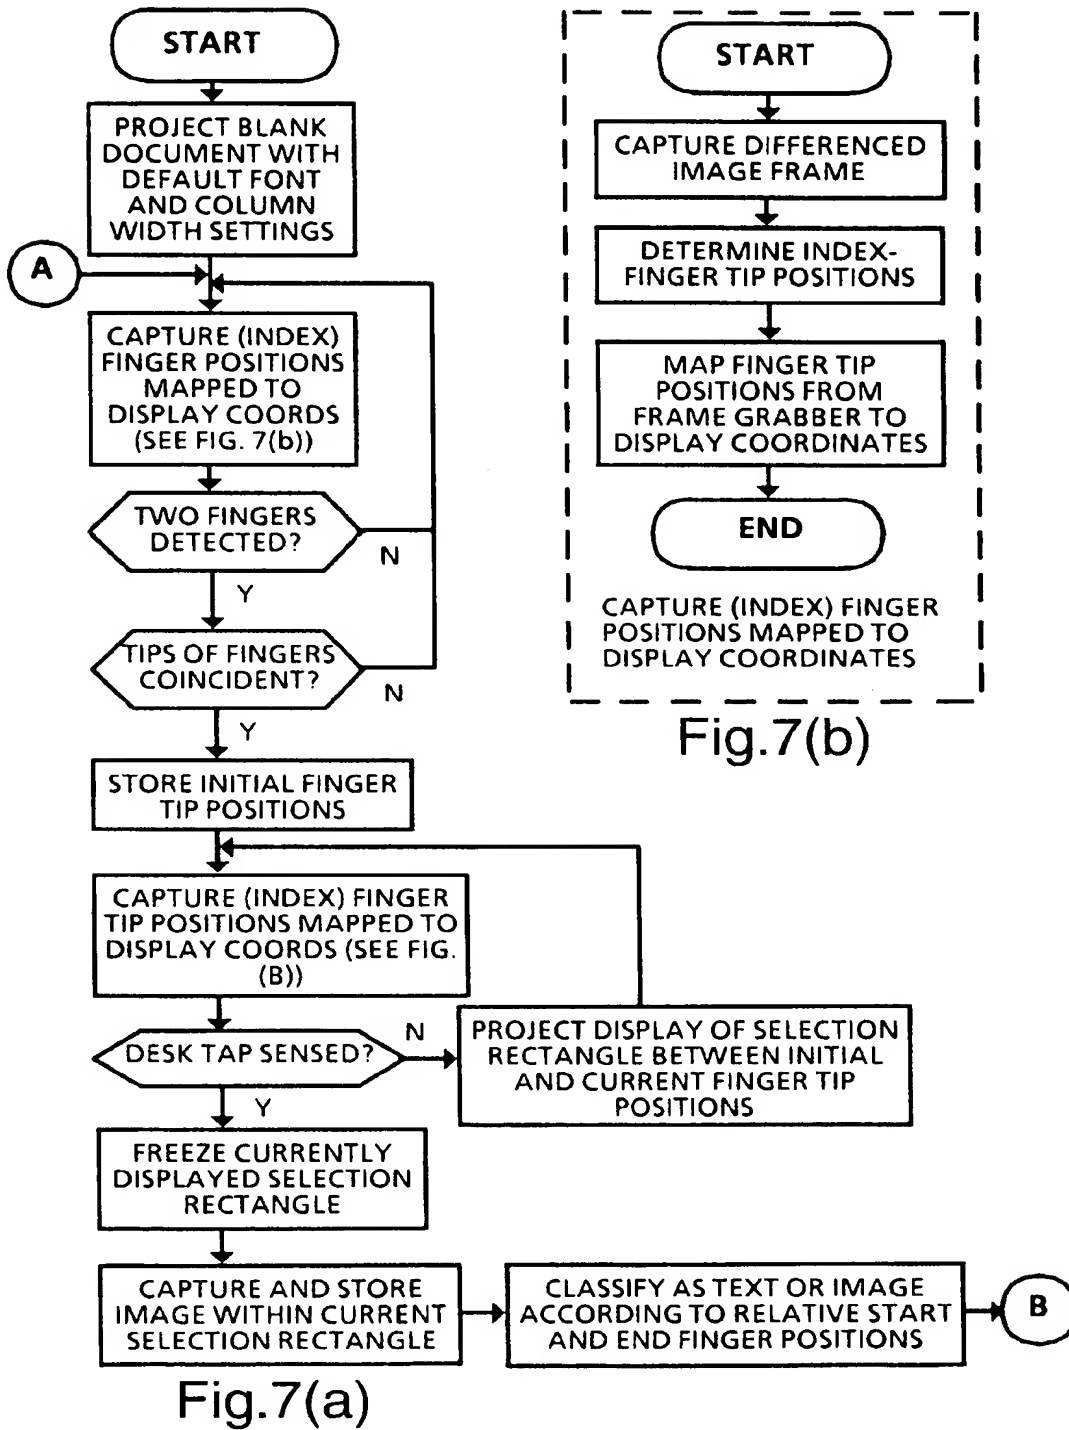 START
PROJECT BLANK
DOCUMENT WITH
DEFAULT FONT
AND COLUMN
WIDTH SETTINGS
A
CAPTURE (INDEX)
FINGER POSITIONS
MAPPED TO
DISPLAY COORDS
(SEE FIG. 7(b))
TWO FINGERS
DETECTED?
N
Y
TIPS OF FINGERS
COINCIDENT?
N
Y
STORE INITIAL FINGER
TIP POSITIONS
CAPTURE (INDEX) FINGER
TIP POSITIONS MAPPED TO
DISPLAY COORDS (SEE FIG.
(B))
DESK TAP SENSED?
N
PROJECT DISPLAY OF SELECTION
RECTANGLE BETWEEN INITIAL
AND CURRENT FINGER TIP
POSITIONS
Y
FREEZE CURRENTLY
DISPLAYED SELECTION
RECTANGLE
CAPTURE AND STORE
IMAGE WITHIN CURRENT
SELECTION RECTANGLE
CLASSIFY AS TEXT OR IMAGE
ACCORDING TO RELATIVE START
AND END FINGER POSITIONS
B
Fig.7(a)
START
CAPTURE DIFFERENCED
IMAGE FRAME
DETERMINE INDEX-
FINGER TIP POSITIONS
MAP FINGER TIP
POSITIONS FROM
FRAME GRABBER TO
DISPLAY COORDINATES
END
CAPTURE (INDEX) FINGER
POSITIONS MAPPED TO
DISPLAY COORDINATES
Fig.7(b)